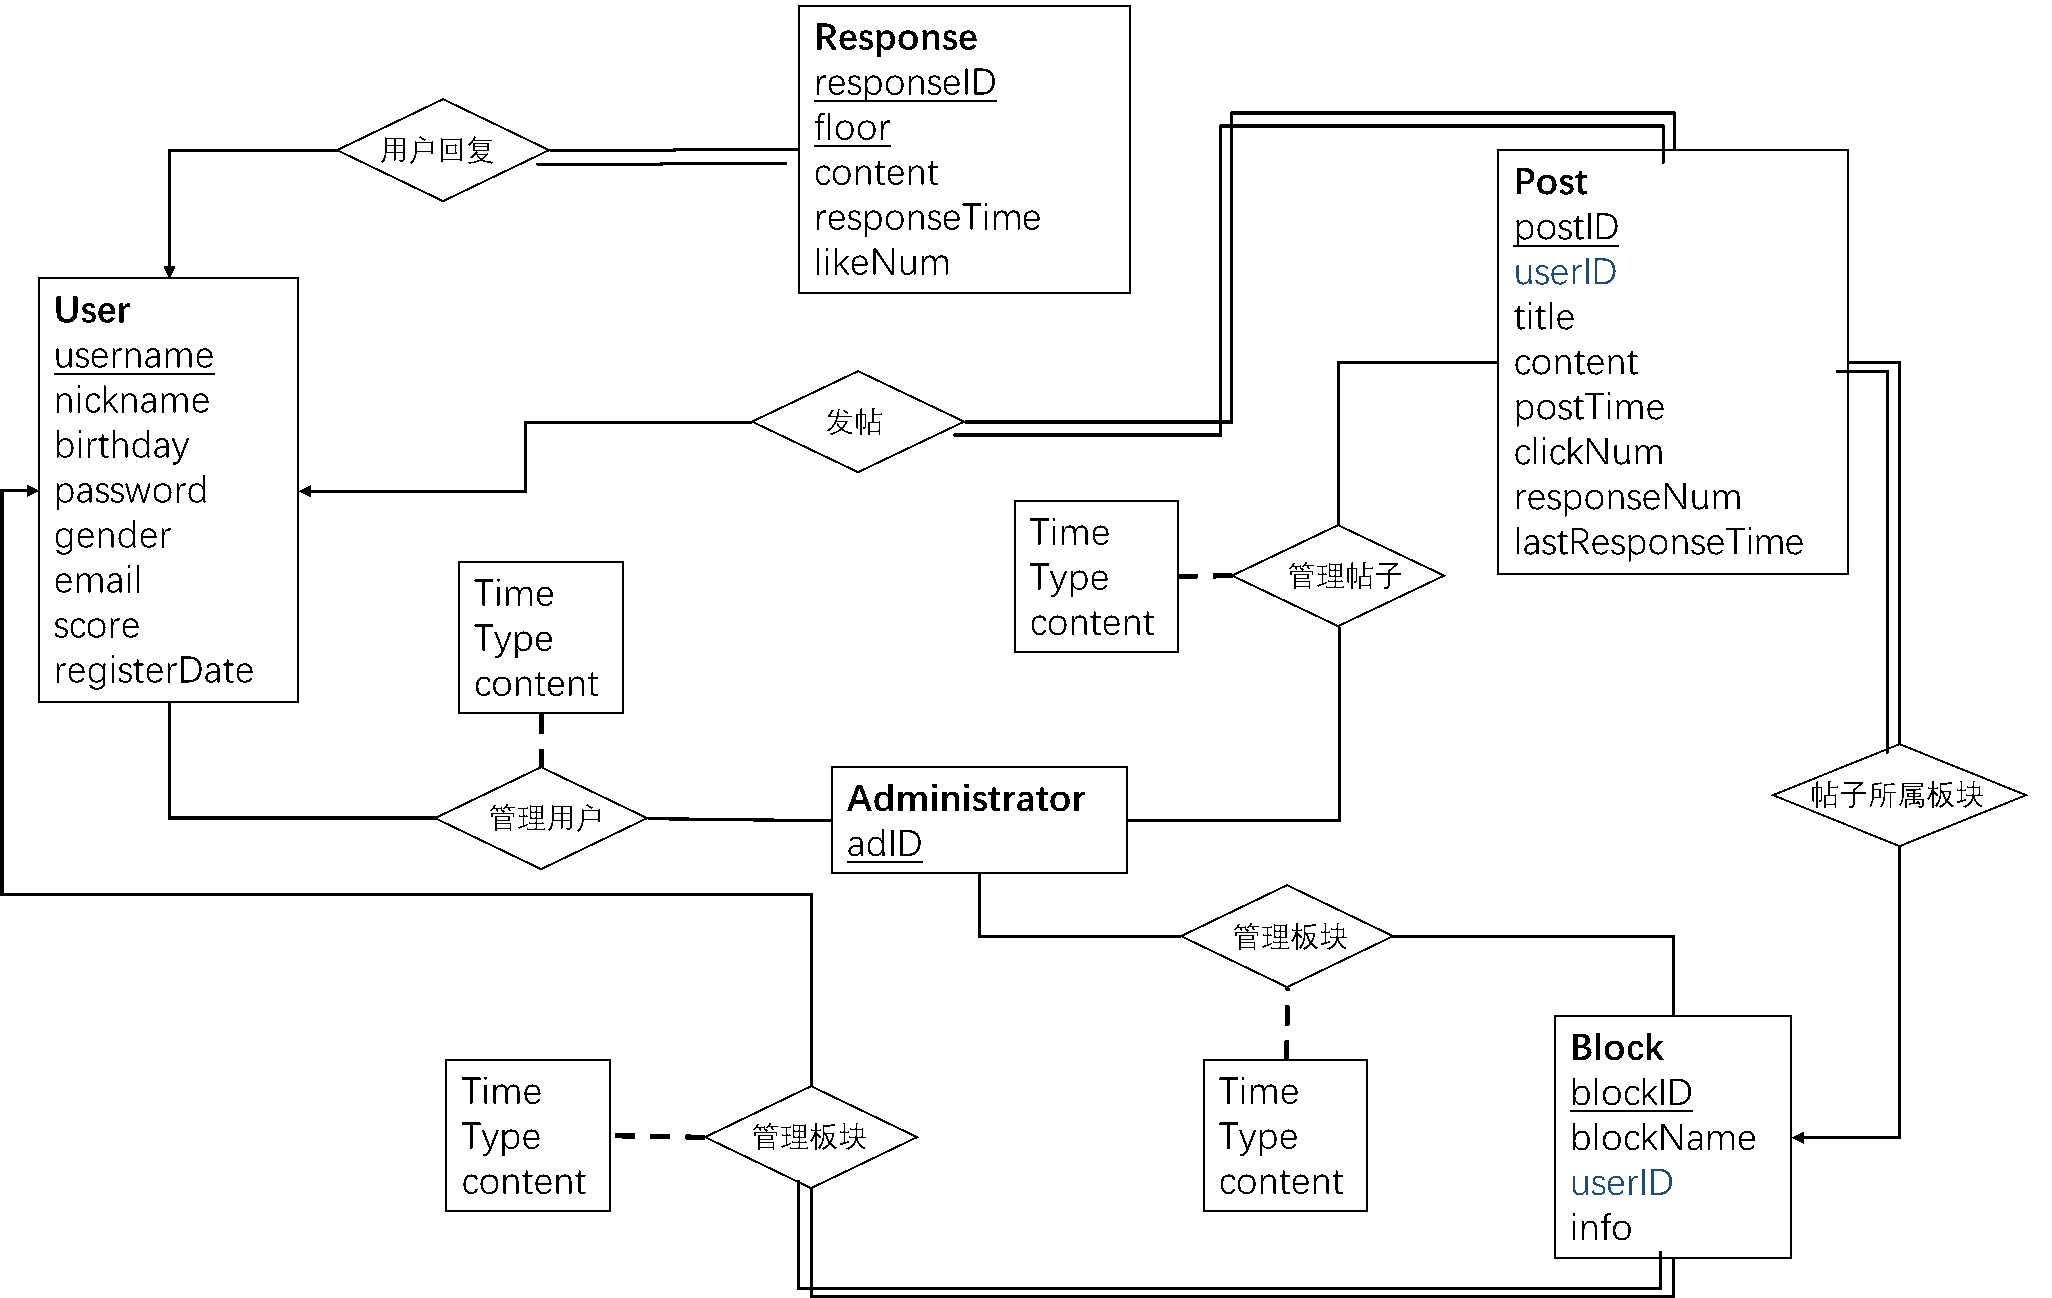 Response
responseID
floor
content
responseTime
likeNum
用户回复
Post
postID
userID
title
content
postTime
clickNum
responseNum
lastResponseTime
User
username
nickname
birthday
password
gender
email
score
registerDate
发帖
Time
Type
content
管理帖子
Time
Type
content
管理用户
Administrator
adID
帖子所属板块
管理板块
Time
Type
content
管理板块
Time
Type
content
Block
blockID
blockName
userID
info